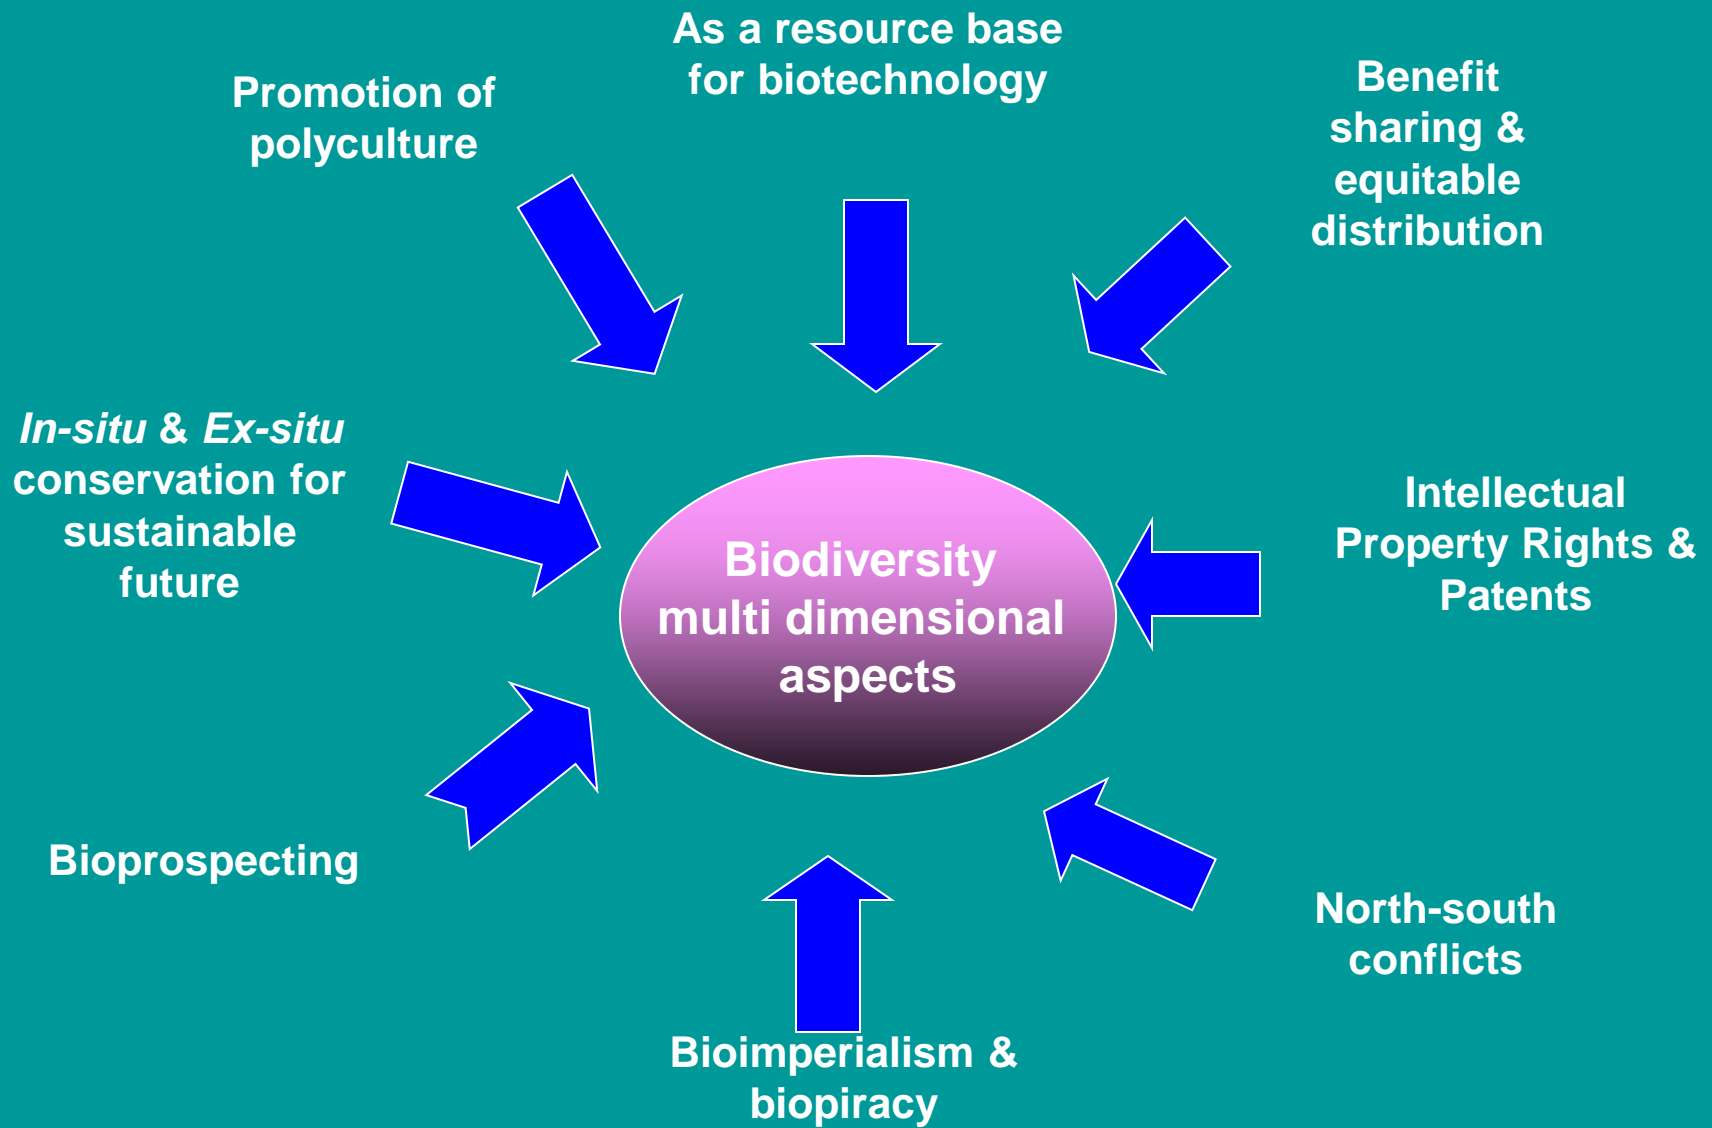 As a resource base
for biotechnology
Promotion of
polyculture
Benefit
sharing &
equitable
distribution
In-situ & Ex-situ
conservation for
sustainable
future
Intellectual
Property Rights &
Patents
Biodiversity
multi dimensional
aspects
Bioprospecting
North-south
conflicts
Bioimperialism &
biopiracy